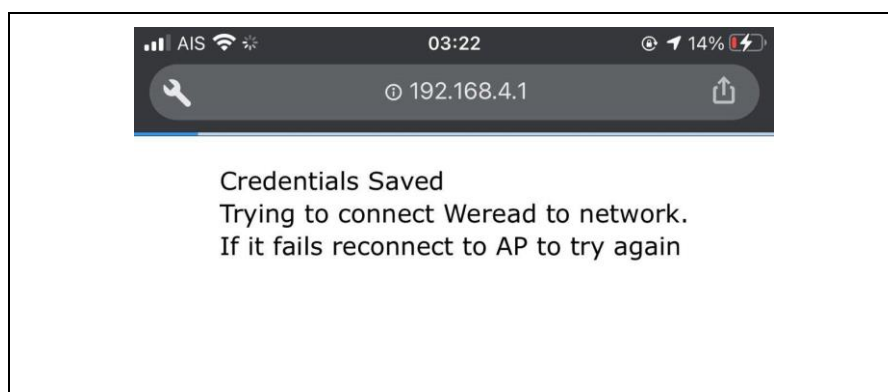 AIS 03:22 14%
192.168.4.1
Credentials Saved
Trying to connect Weread to network.
If it fails reconnect to AP to try again